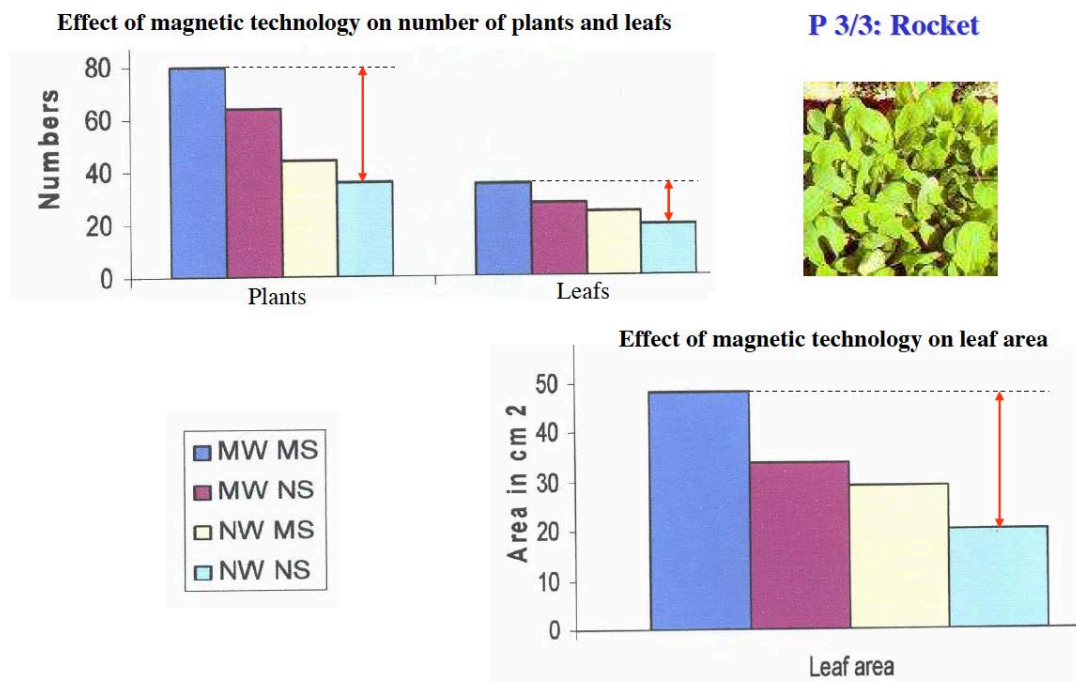 Effect of magnetic technology on number of plants and leafs
P 3/3: Rocket
Numbers
80
60
40
20
0
Plants
Leafs
Effect of magnetic technology on leaf area
Area in cm 2
50
40
30
20
10
0
Leaf area
MW MS
MW NS
NW MS
NW NS